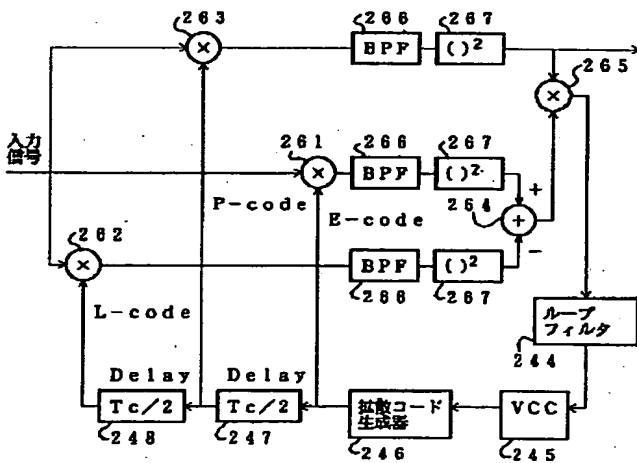 263
×
266
BPF
267
()²
265
×
入力
信号
261
×
266
BPF
267
()²
P-code
E-code
+
264
+
−
262
×
BPF
266
()²
267
L-code
ループ
フィルタ
244
Delay
Delay
Tc/2
248
Tc/2
247
拡散コード
生成器
246
VCC
245